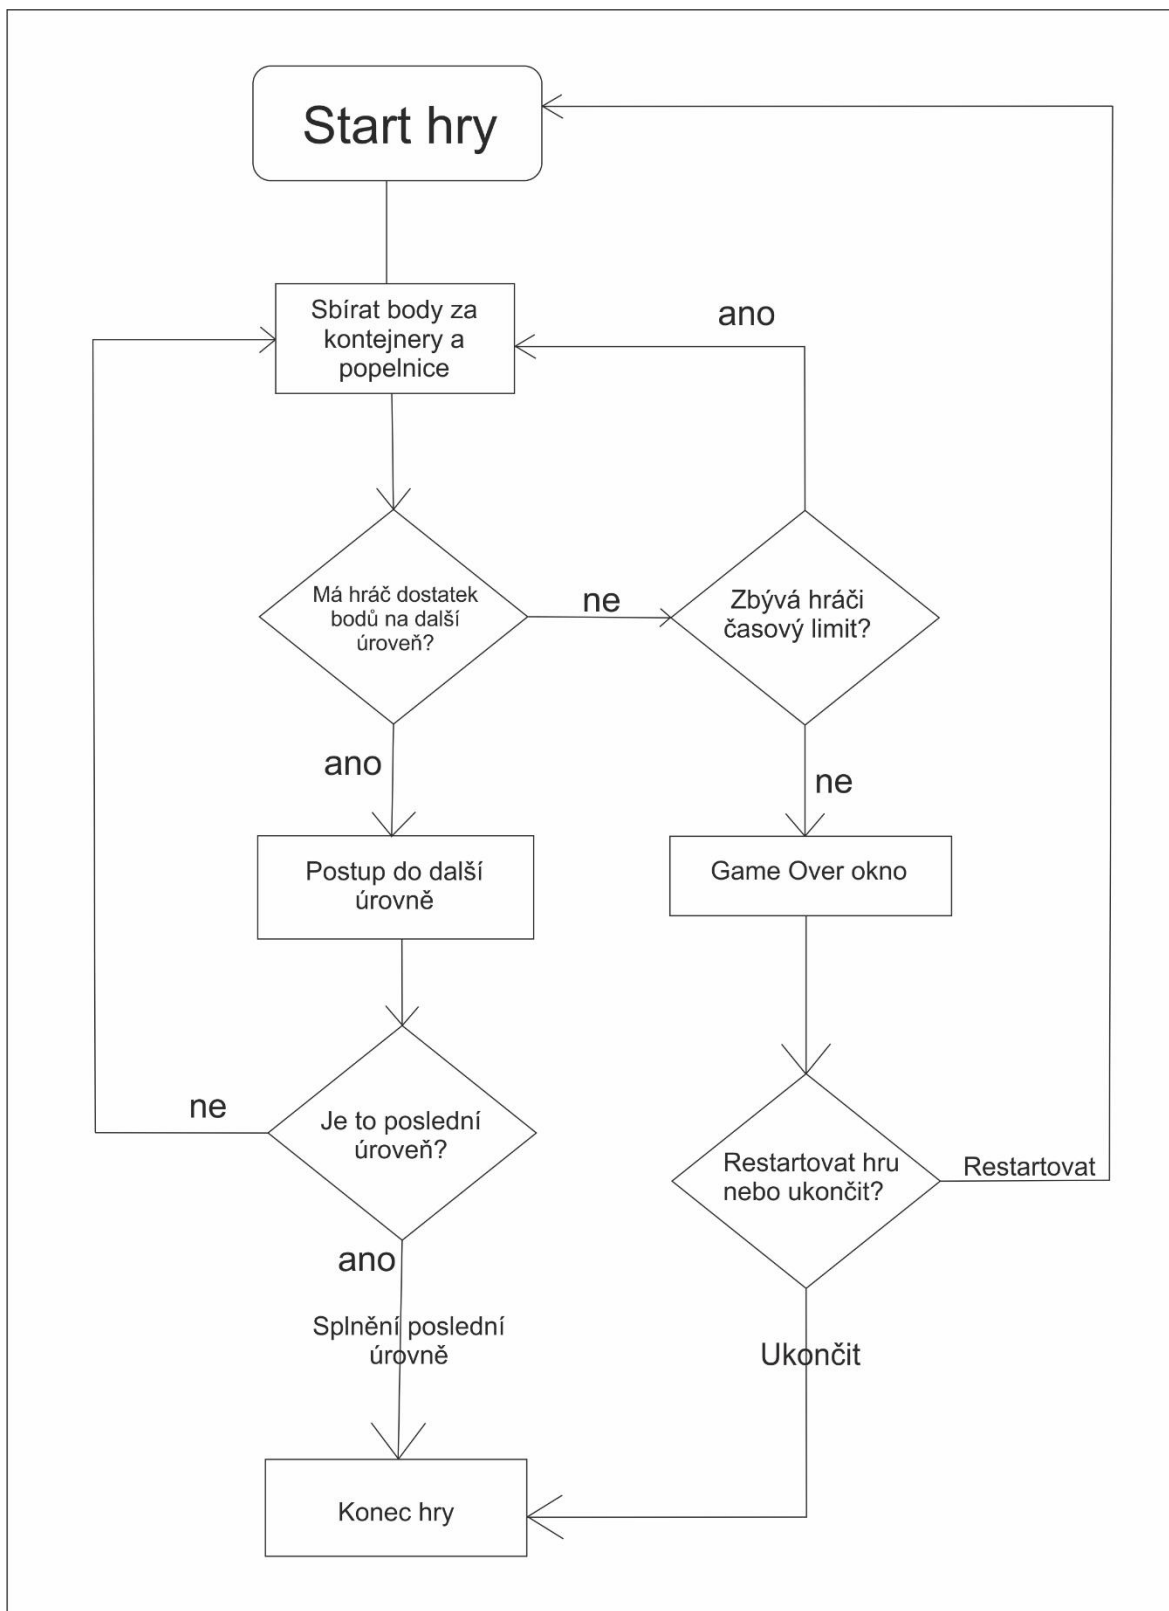 Start hry
Sbírat body za
kontejnery a
popelnice
ano
Má hráč dostatek
bodů na další
úroveň?
ne
Zbývá hráči
časový limit?
ano
ne
Postup do další
úrovně
Game Over okno
ne
Je to poslední
úroveň?
Restartovat hru
nebo ukončit?
Restartovat
ano
Splnění poslední
úrovně
Ukončit
Konec hry